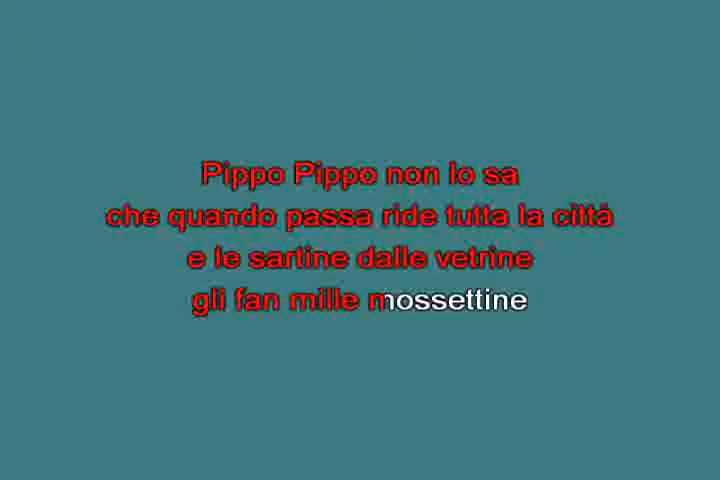 Pippo Pippo non lo sa
che quando passa ride tutta la città
e le sartine dalle vetrine
gli fan mille mossettine